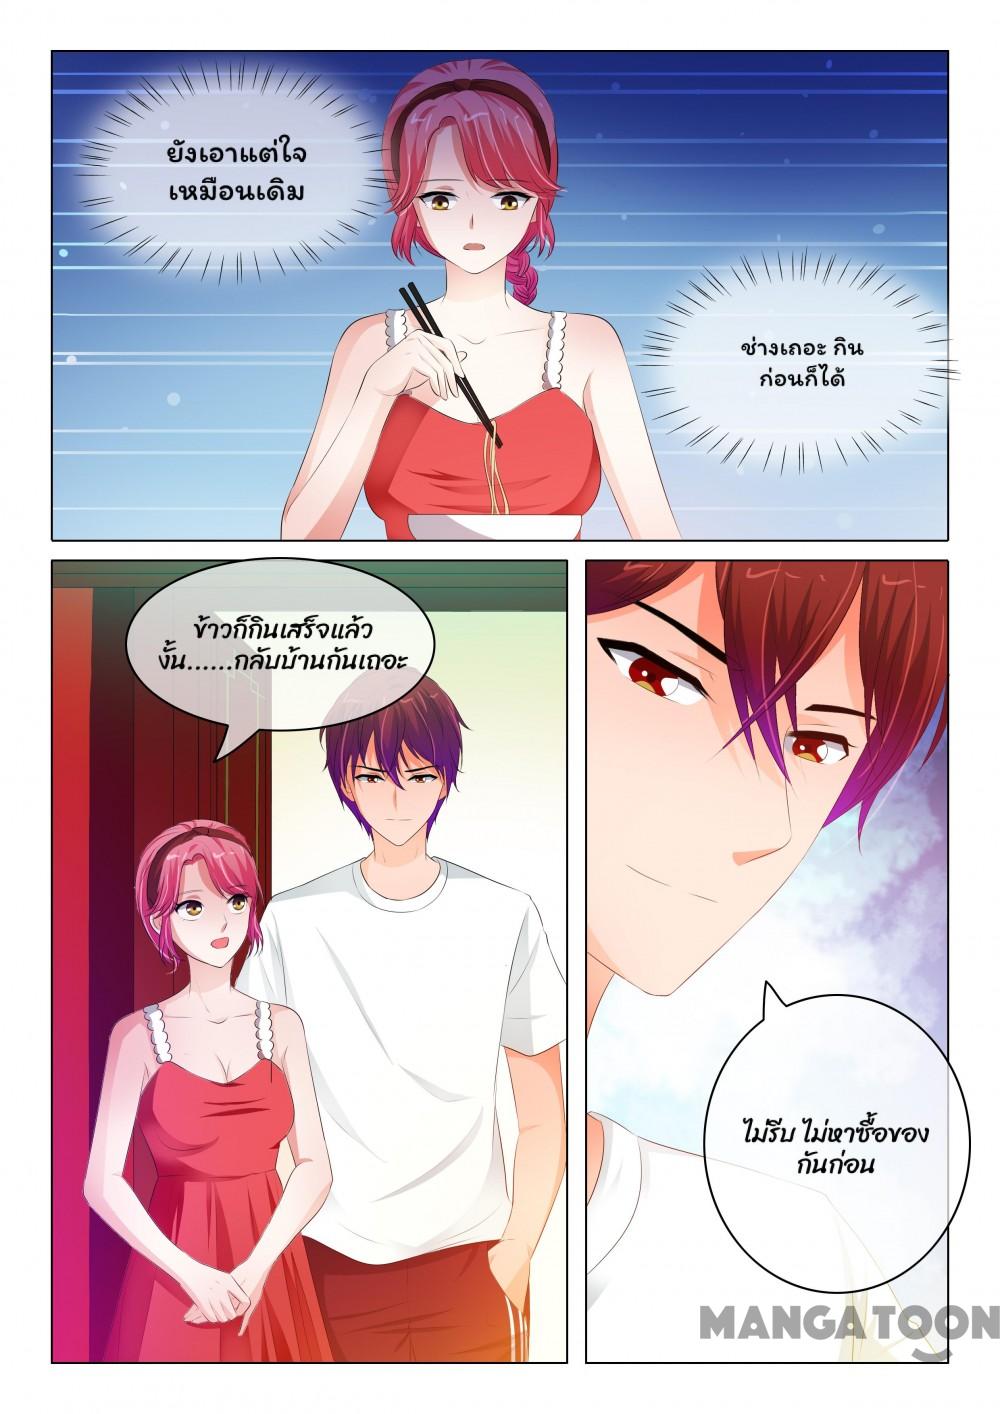 ยังเอาแต่ใจ
เหมือนเดิม
ช่างเถอะ กิน
ก่อนก็ได้
ข้าวก็กินเสร็จแล้ว
งั้น......กลับบ้านกันเถอะ
ไม่รีบ ไม่หาซื้อของ
กันก่อน
MANGATOON